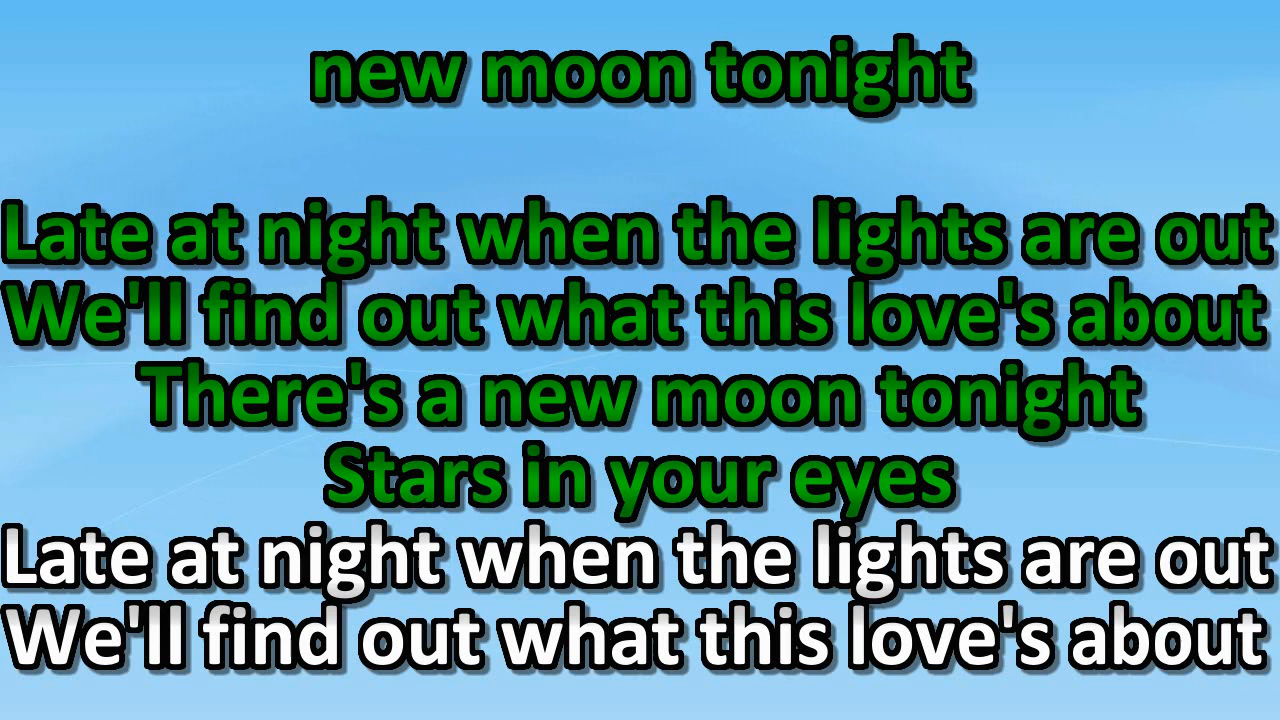 new moon tonight
Late at night when the lights are out
We'll find out what this love's about
There's a new moon tonight
Stars in your eyes
Late at night when the lights are out
We'll find out what this love's about